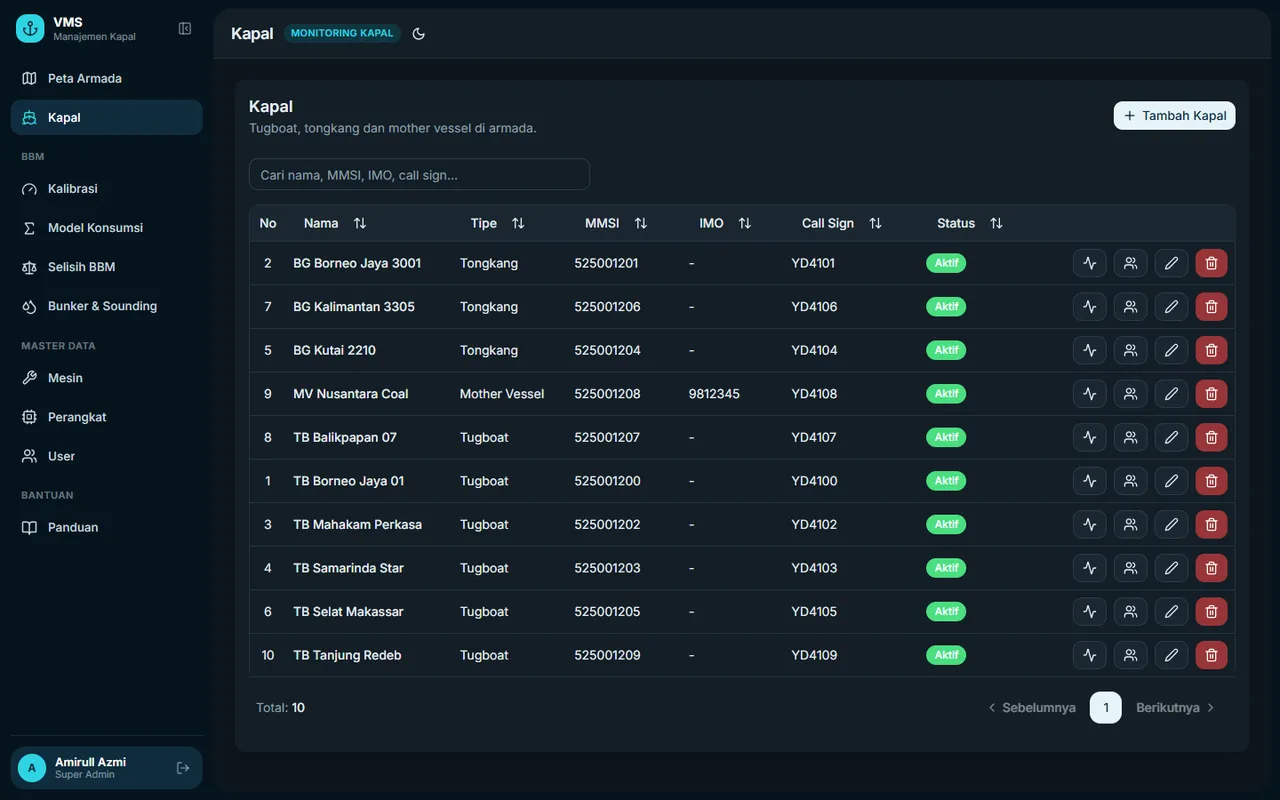 VMS
Manajemen Kapal
Peta Armada
Kapal
BBM
Kalibrasi
Model Konsumsi
Selisih BBM
Bunker & Sounding
MASTER DATA
Mesin
Perangkat
User
BANTUAN
Panduan
A
Amirull Azmi
Super Admin
Kapal MONITORING KAPAL
Kapal
Tugboat, tongkang dan mother vessel di armada.
+ Tambah Kapal
Cari nama, MMSI, IMO, call sign...
No Nama Tipe MMSI IMO Call Sign Status
2 BG Borneo Jaya 3001 Tongkang 525001201 - YD4101 Aktif
7 BG Kalimantan 3305 Tongkang 525001206 - YD4106 Aktif
5 BG Kutai 2210 Tongkang 525001204 - YD4104 Aktif
9 MV Nusantara Coal Mother Vessel 525001208 9812345 YD4108 Aktif
8 TB Balikpapan 07 Tugboat 525001207 - YD4107 Aktif
1 TB Borneo Jaya 01 Tugboat 525001200 - YD4100 Aktif
3 TB Mahakam Perkasa Tugboat 525001202 - YD4102 Aktif
4 TB Samarinda Star Tugboat 525001203 - YD4103 Aktif
6 TB Selat Makassar Tugboat 525001205 - YD4105 Aktif
10 TB Tanjung Redeb Tugboat 525001209 - YD4109 Aktif
Total: 10
Sebelumnya 1 Berikutnya